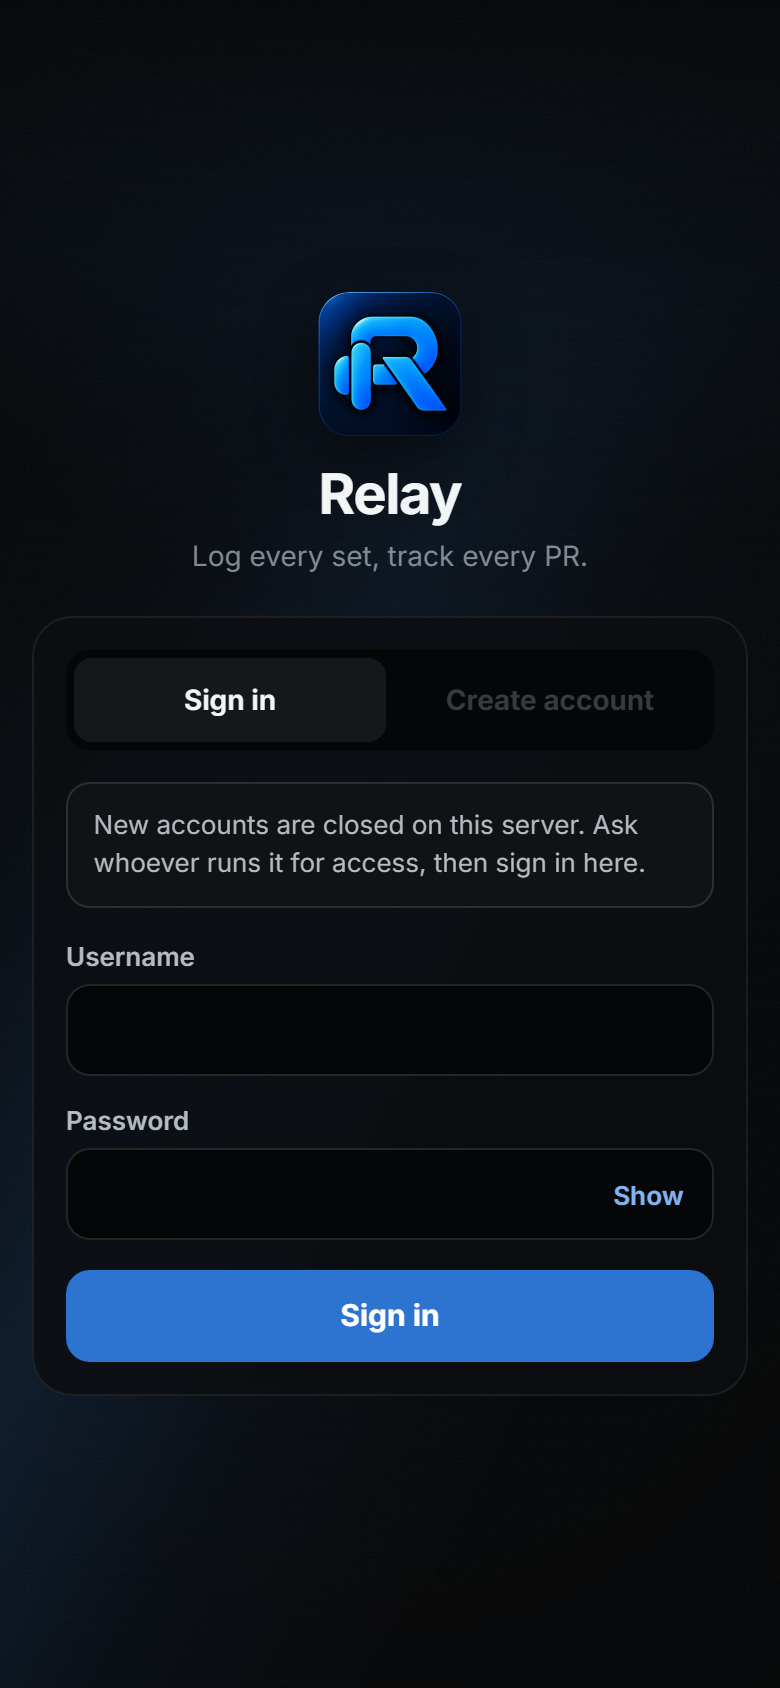 Relay
Log every set, track every PR.
Sign in
Create account
New accounts are closed on this server. Ask
whoever runs it for access, then sign in here.
Username
Password
Show
Sign in